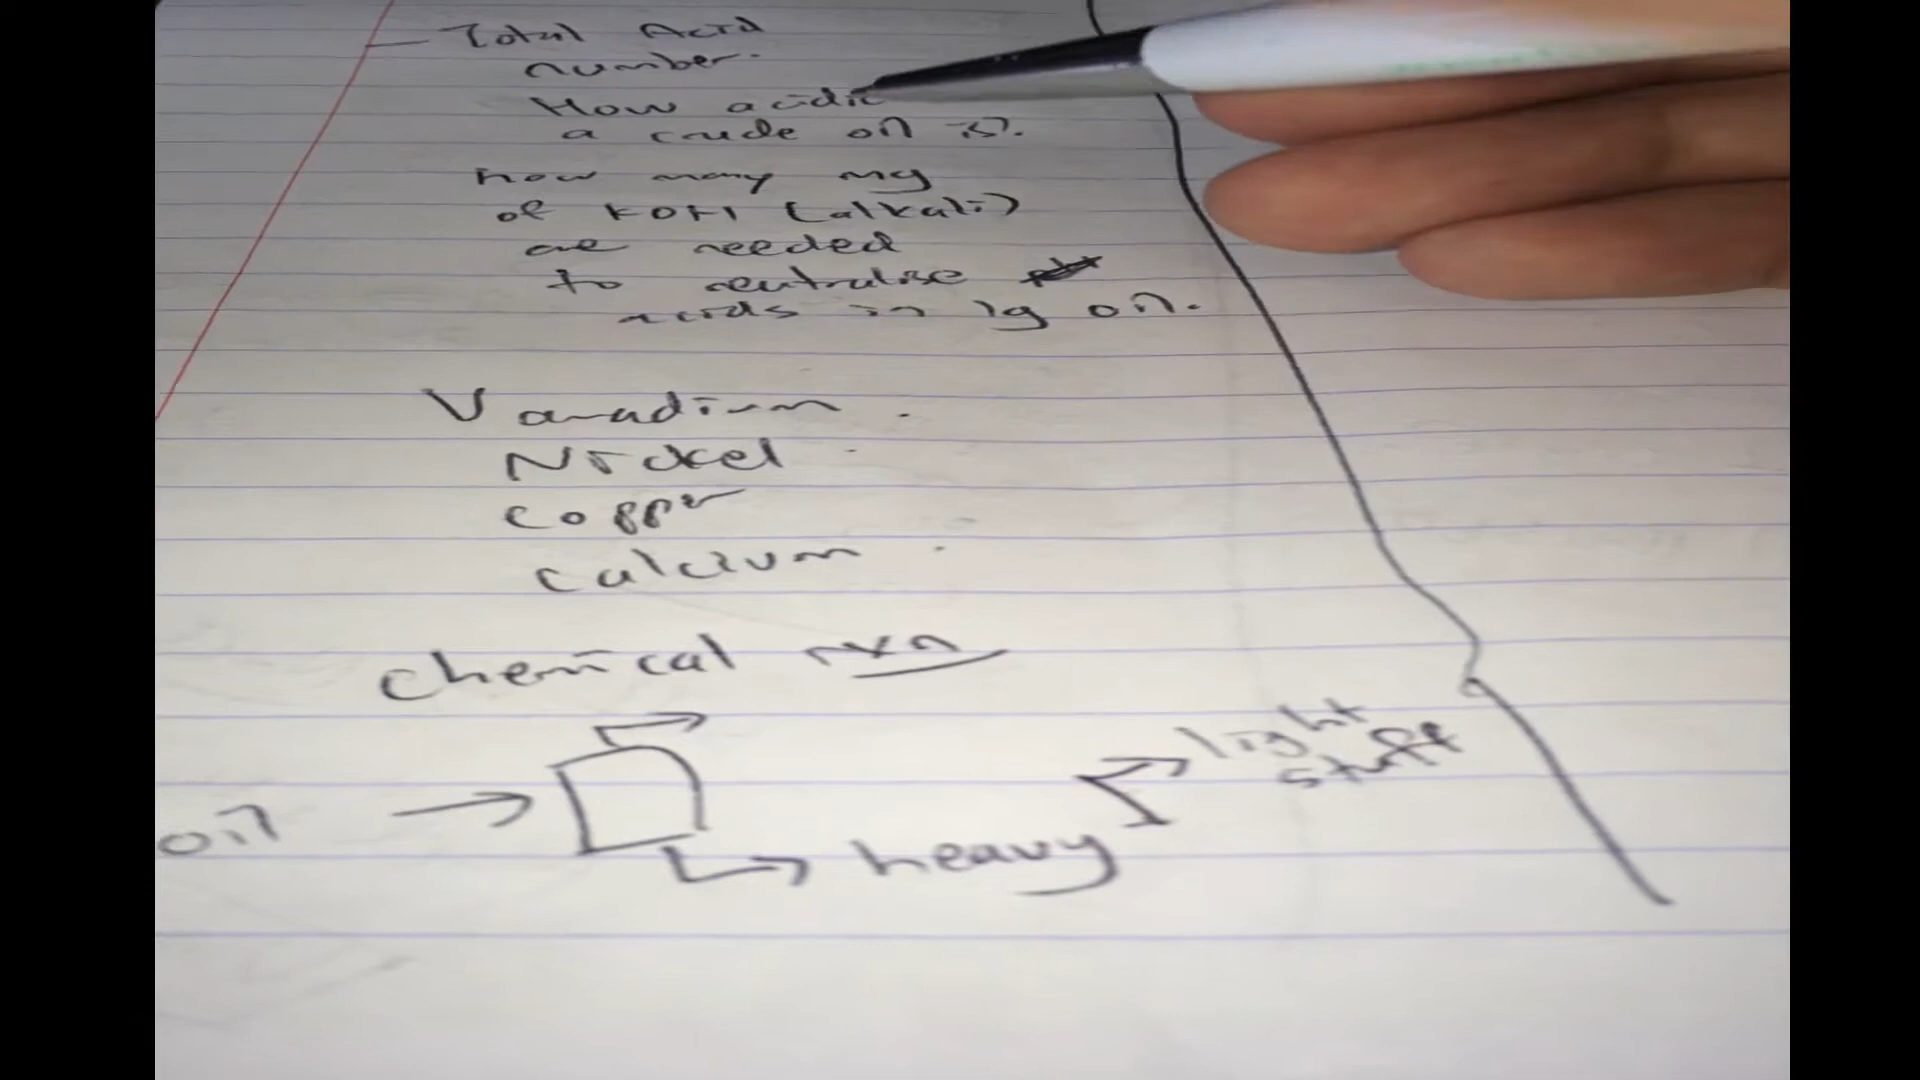 - Total Acid
number.
How acidic
a crude oil is?
how many mg
of KOH (alkali)
are needed
to neutralise
acids in 1g oil.
Vanadium.
Nickel.
Copper
Calcium.
Chemical rxn
light
stuff
oil
heavy